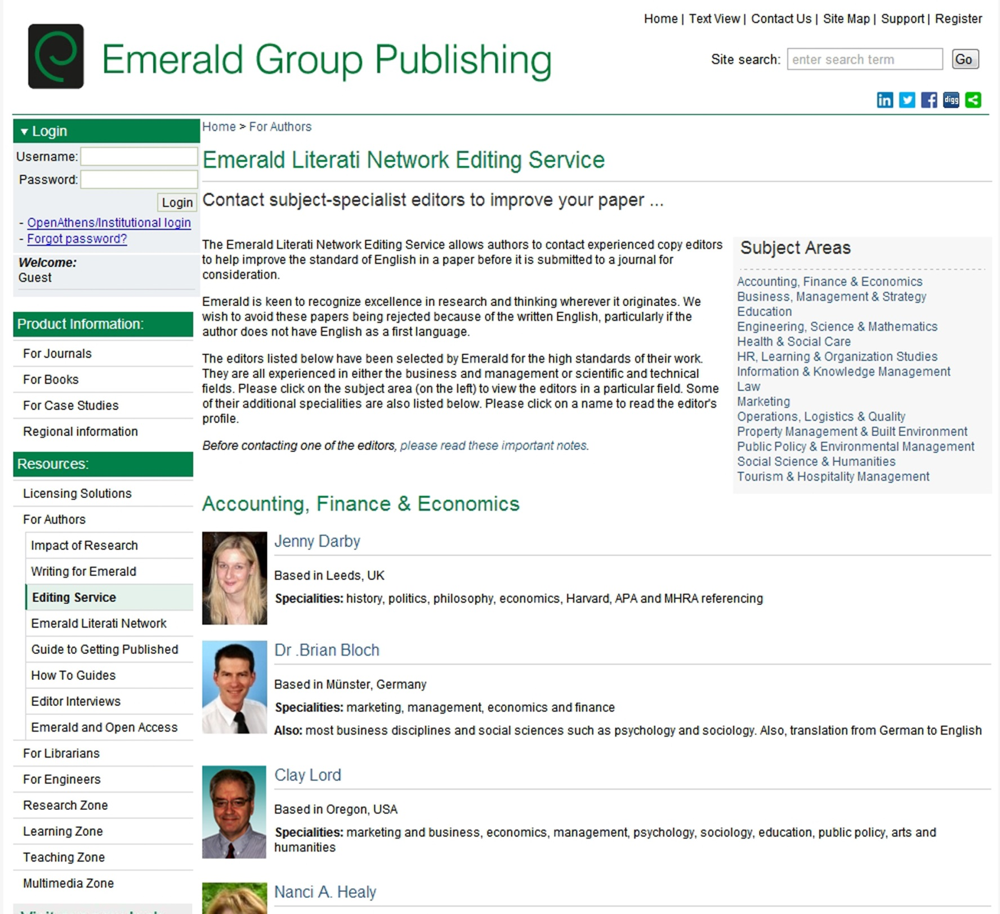 Home | Text View | Contact Us | Site Map | Support | Register
Emerald Group Publishing
Site search: enter search term Go
in digg
Login
Username:
Password:
Login
- OpenAthens/Institutional login
- Forgot password?
Welcome:
Guest
Product Information:
For Journals
For Books
For Case Studies
Regional information
Resources:
Licensing Solutions
For Authors
Impact of Research
Writing for Emerald
Editing Service
Emerald Literati Network
Guide to Getting Published
How To Guides
Editor Interviews
Emerald and Open Access
For Librarians
For Engineers
Research Zone
Learning Zone
Teaching Zone
Multimedia Zone
Home > For Authors
Emerald Literati Network Editing Service
Contact subject-specialist editors to improve your paper ...
The Emerald Literati Network Editing Service allows authors to contact experienced copy editors
to help improve the standard of English in a paper before it is submitted to a journal for
consideration.
Emerald is keen to recognize excellence in research and thinking wherever it originates. We
wish to avoid these papers being rejected because of the written English, particularly if the
author does not have English as a first language.
The editors listed below have been selected by Emerald for the high standards of their work.
They are all experienced in either the business and management or scientific and technical
fields. Please click on the subject area (on the left) to view the editors in a particular field. Some
of their additional specialities are also listed below. Please click on a name to read the editor's
profile.
Before contacting one of the editors, please read these important notes.
Subject Areas
Accounting, Finance & Economics
Business, Management & Strategy
Education
Engineering, Science & Mathematics
Health & Social Care
HR, Learning & Organization Studies
Information & Knowledge Management
Law
Marketing
Operations, Logistics & Quality
Property Management & Built Environment
Public Policy & Environmental Management
Social Science & Humanities
Tourism & Hospitality Management
Accounting, Finance & Economics
Jenny Darby
Based in Leeds, UK
Specialities: history, politics, philosophy, economics, Harvard, APA and MHRA referencing
Dr .Brian Bloch
Based in Münster, Germany
Specialities: marketing, management, economics and finance
Also: most business disciplines and social sciences such as psychology and sociology. Also, translation from German to English
Clay Lord
Based in Oregon, USA
Specialities: marketing and business, economics, management, psychology, sociology, education, public policy, arts and
humanities
Nanci A. Healy